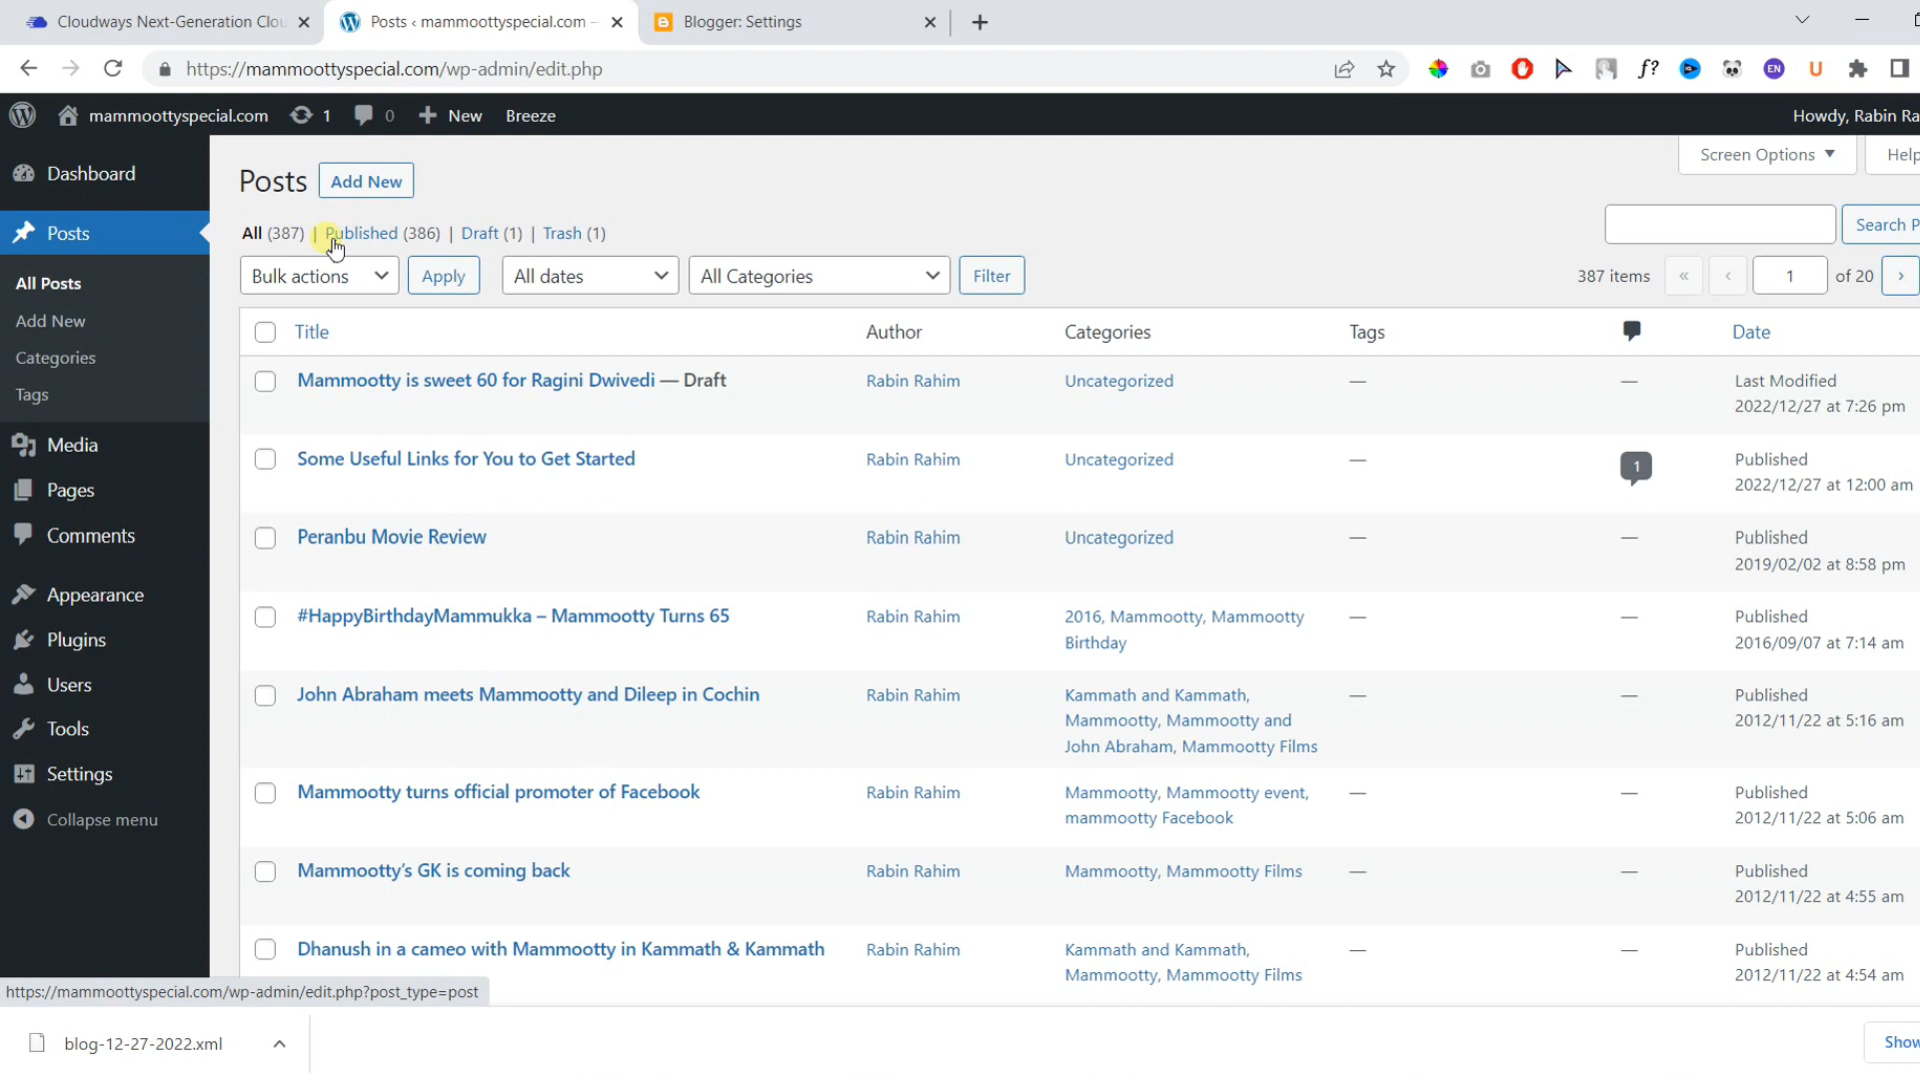 Cloudways Next-Generation Clou
Posts ‹ mammoottyspecial.com –
Blogger: Settings
https://mammoottyspecial.com/wp-admin/edit.php
f?
EN
U
mammoottyspecial.com
1
0
New
Breeze
Howdy, Rabin Ra
Dashboard
Posts
All Posts
Add New
Categories
Tags
Media
Pages
Comments
Appearance
Plugins
Users
Tools
Settings
Collapse menu
Screen Options
Help
Posts
Add New
All (387) | Published (386) | Draft (1) | Trash (1)
Search P
Bulk actions
Apply
All dates
All Categories
Filter
387 items « ‹ 1 of 20 ›
Title Author Categories Tags Date
Mammootty is sweet 60 for Ragini Dwivedi — Draft Rabin Rahim Uncategorized — — Last Modified
2022/12/27 at 7:26 pm
Some Useful Links for You to Get Started Rabin Rahim Uncategorized — 1 Published
2022/12/27 at 12:00 am
Peranbu Movie Review Rabin Rahim Uncategorized — — Published
2019/02/02 at 8:58 pm
#HappyBirthdayMammukka – Mammootty Turns 65 Rabin Rahim 2016, Mammootty, Mammootty — — Published
Birthday 2016/09/07 at 7:14 am
John Abraham meets Mammootty and Dileep in Cochin Rabin Rahim Kammath and Kammath, — — Published
Mammootty, Mammootty and 2012/11/22 at 5:16 am
John Abraham, Mammootty Films
Mammootty turns official promoter of Facebook Rabin Rahim Mammootty, Mammootty event, — — Published
mammootty Facebook 2012/11/22 at 5:06 am
Mammootty's GK is coming back Rabin Rahim Mammootty, Mammootty Films — — Published
2012/11/22 at 4:55 am
Dhanush in a cameo with Mammootty in Kammath & Kammath Rabin Rahim Kammath and Kammath, — — Published
Mammootty, Mammootty Films 2012/11/22 at 4:54 am
https://mammoottyspecial.com/wp-admin/edit.php?post_type=post
blog-12-27-2022.xml
Show